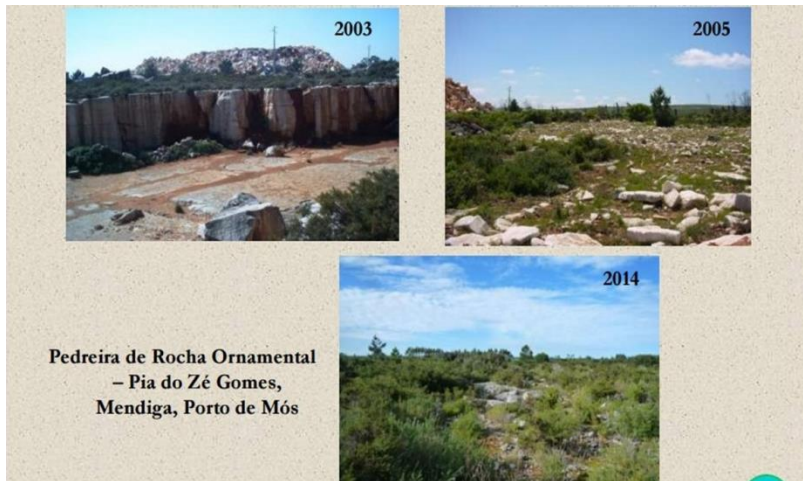 2003
2005
2014
Pedreira de Rocha Ornamental
– Pia do Zé Gomes,
Mendiga, Porto de Mós